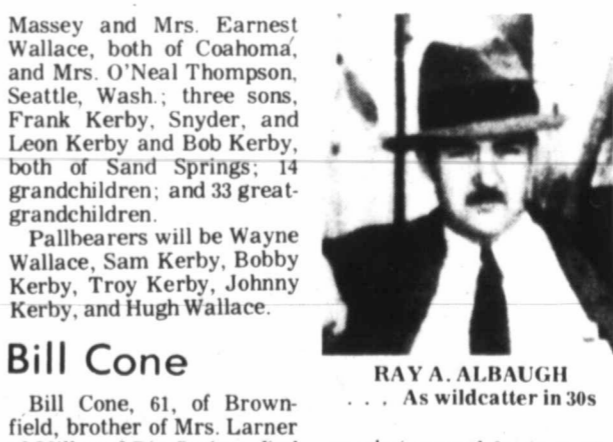 Massey and Mrs. Earnest
Wallace, both of Coahoma,
and Mrs. O'Neal Thompson,
Seattle, Wash.; three sons,
Frank Kerby, Snyder, and
Leon Kerby and Bob Kerby,
both of Sand Springs; 14
grandchildren; and 33 great-
grandchildren.
Pallbearers will be Wayne
Wallace, Sam Kerby, Bobby
Kerby, Troy Kerby, Johnny
Kerby, and Hugh Wallace.
Bill Cone
Bill Cone, 61, of Brown-
field, brother of Mrs. Larner
RAY A. ALBAUGH
. . . As wildcatter in 30s